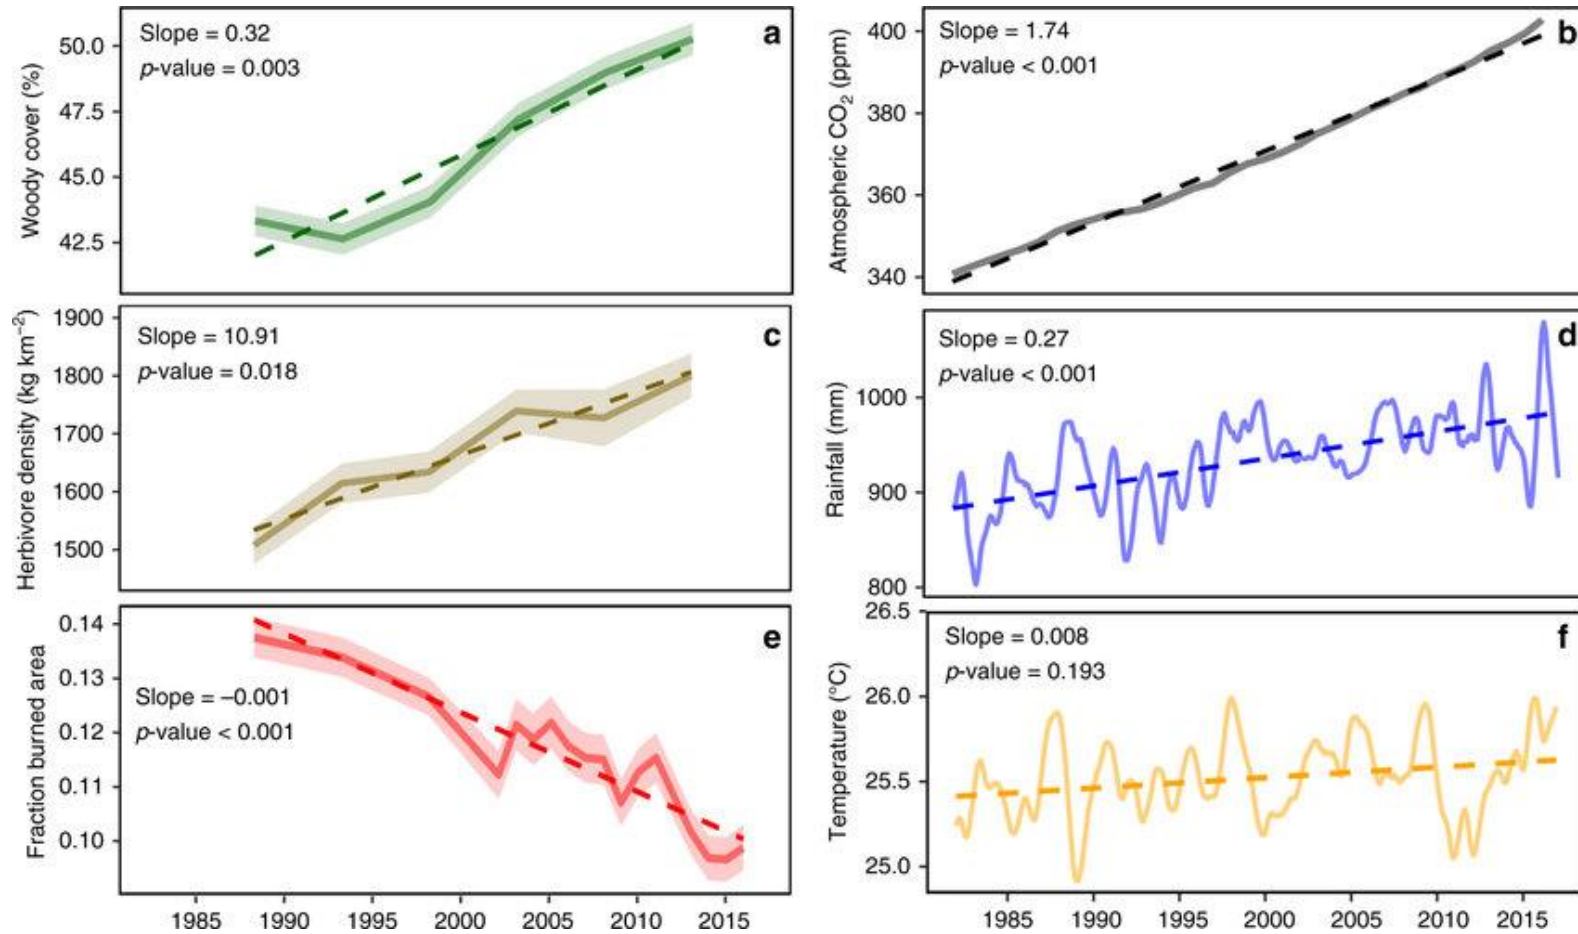 Slope = 0.32
p-value = 0.003
a
50.0
47.5
45.0
42.5
Woody cover (%)
Slope = 1.74
p-value < 0.001
b
400
380
360
340
Atmospheric CO2 (ppm)
Slope = 10.91
p-value = 0.018
c
1900
1800
1700
1600
1500
Herbivore density (kg km−2)
Slope = 0.27
p-value < 0.001
d
1000
900
800
Rainfall (mm)
Slope = –0.001
p-value < 0.001
e
0.14
0.13
0.12
0.11
0.10
Fraction burned area
1985 1990 1995 2000 2005 2010 2015
Slope = 0.008
p-value = 0.193
f
26.5
26.0
25.5
25.0
Temperature (°C)
1985 1990 1995 2000 2005 2010 2015